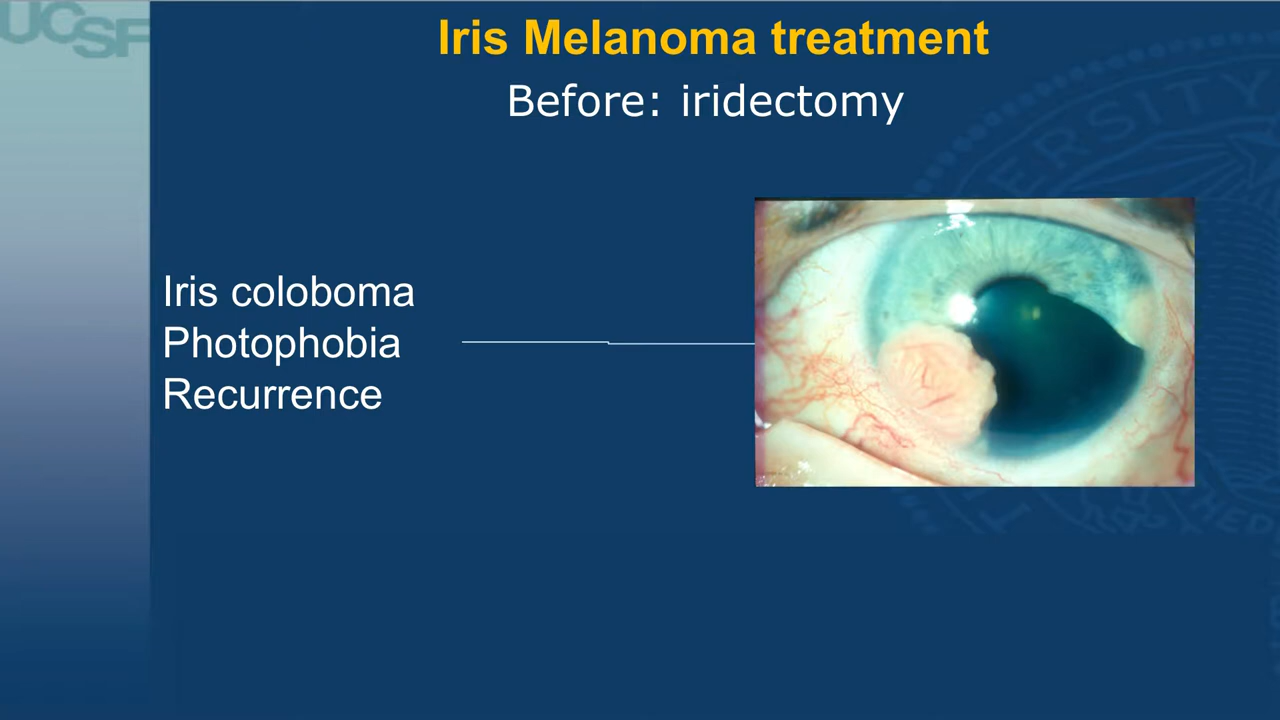 UCSF
Iris Melanoma treatment
Before: iridectomy
Iris coloboma
Photophobia
Recurrence